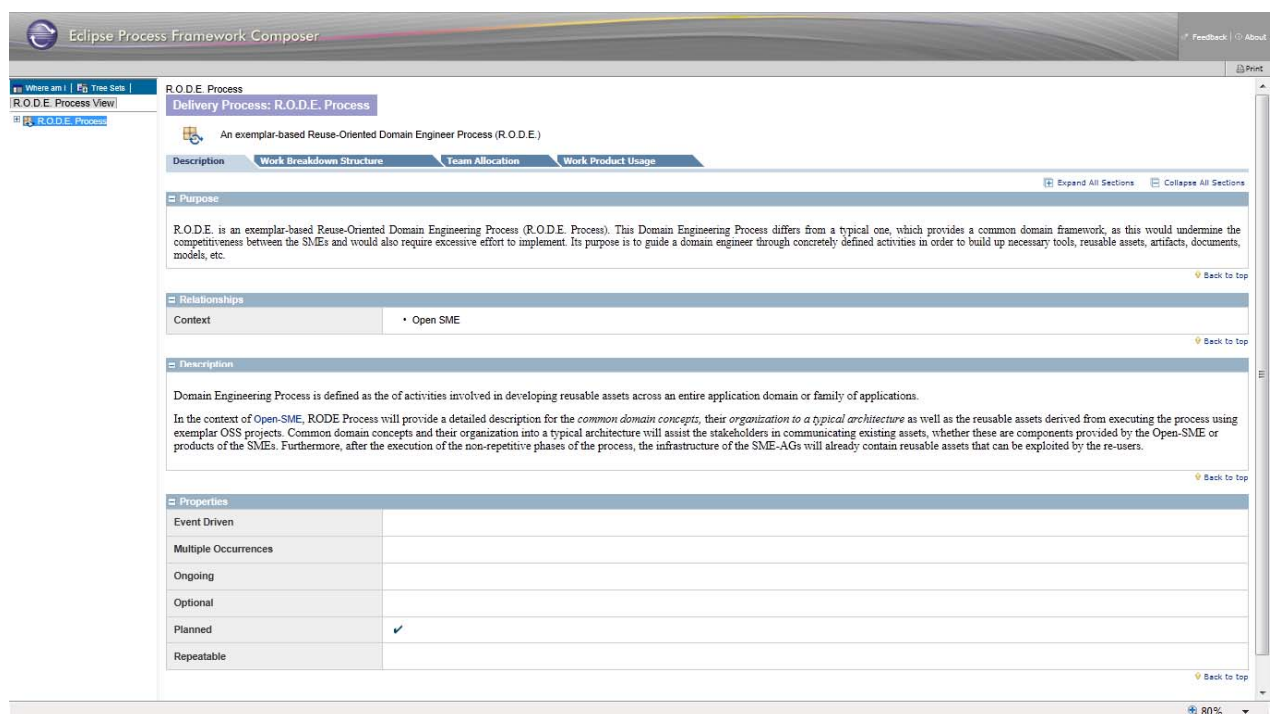 Eclipse Process Framework Composer
Feedback | About
Print
Where am I | Tree Sets |
R.O.D.E. Process View
R.O.D.E. Process
R.O.D.E. Process
Delivery Process: R.O.D.E. Process
An exemplar-based Reuse-Oriented Domain Engineer Process (R.O.D.E.)
Description Work Breakdown Structure Team Allocation Work Product Usage
Expand All Sections Collapse All Sections
Purpose
R.O.D.E. is an exemplar-based Reuse-Oriented Domain Engineering Process (R.O.D.E. Process). This Domain Engineering Process differs from a typical one, which provides a common domain framework, as this would undermine the
competitiveness between the SMEs and would also require excessive effort to implement. Its purpose is to guide a domain engineer through concretely defined activities in order to build up necessary tools, reusable assets, artifacts, documents,
models, etc.
Back to top
Relationships
Context • Open SME
Back to top
Description
Domain Engineering Process is defined as the of activities involved in developing reusable assets across an entire application domain or family of applications.
In the context of Open-SME, RODE Process will provide a detailed description for the common domain concepts, their organization to a typical architecture as well as the reusable assets derived from executing the process using
exemplar OSS projects. Common domain concepts and their organization into a typical architecture will assist the stakeholders in communicating existing assets, whether these are components provided by the Open-SME or
products of the SMEs. Furthermore, after the execution of the non-repetitive phases of the process, the infrastructure of the SME-AGs will already contain reusable assets that can be exploited by the re-users.
Back to top
Properties
Event Driven
Multiple Occurrences
Ongoing
Optional
Planned ✔
Repeatable
Back to top
80%